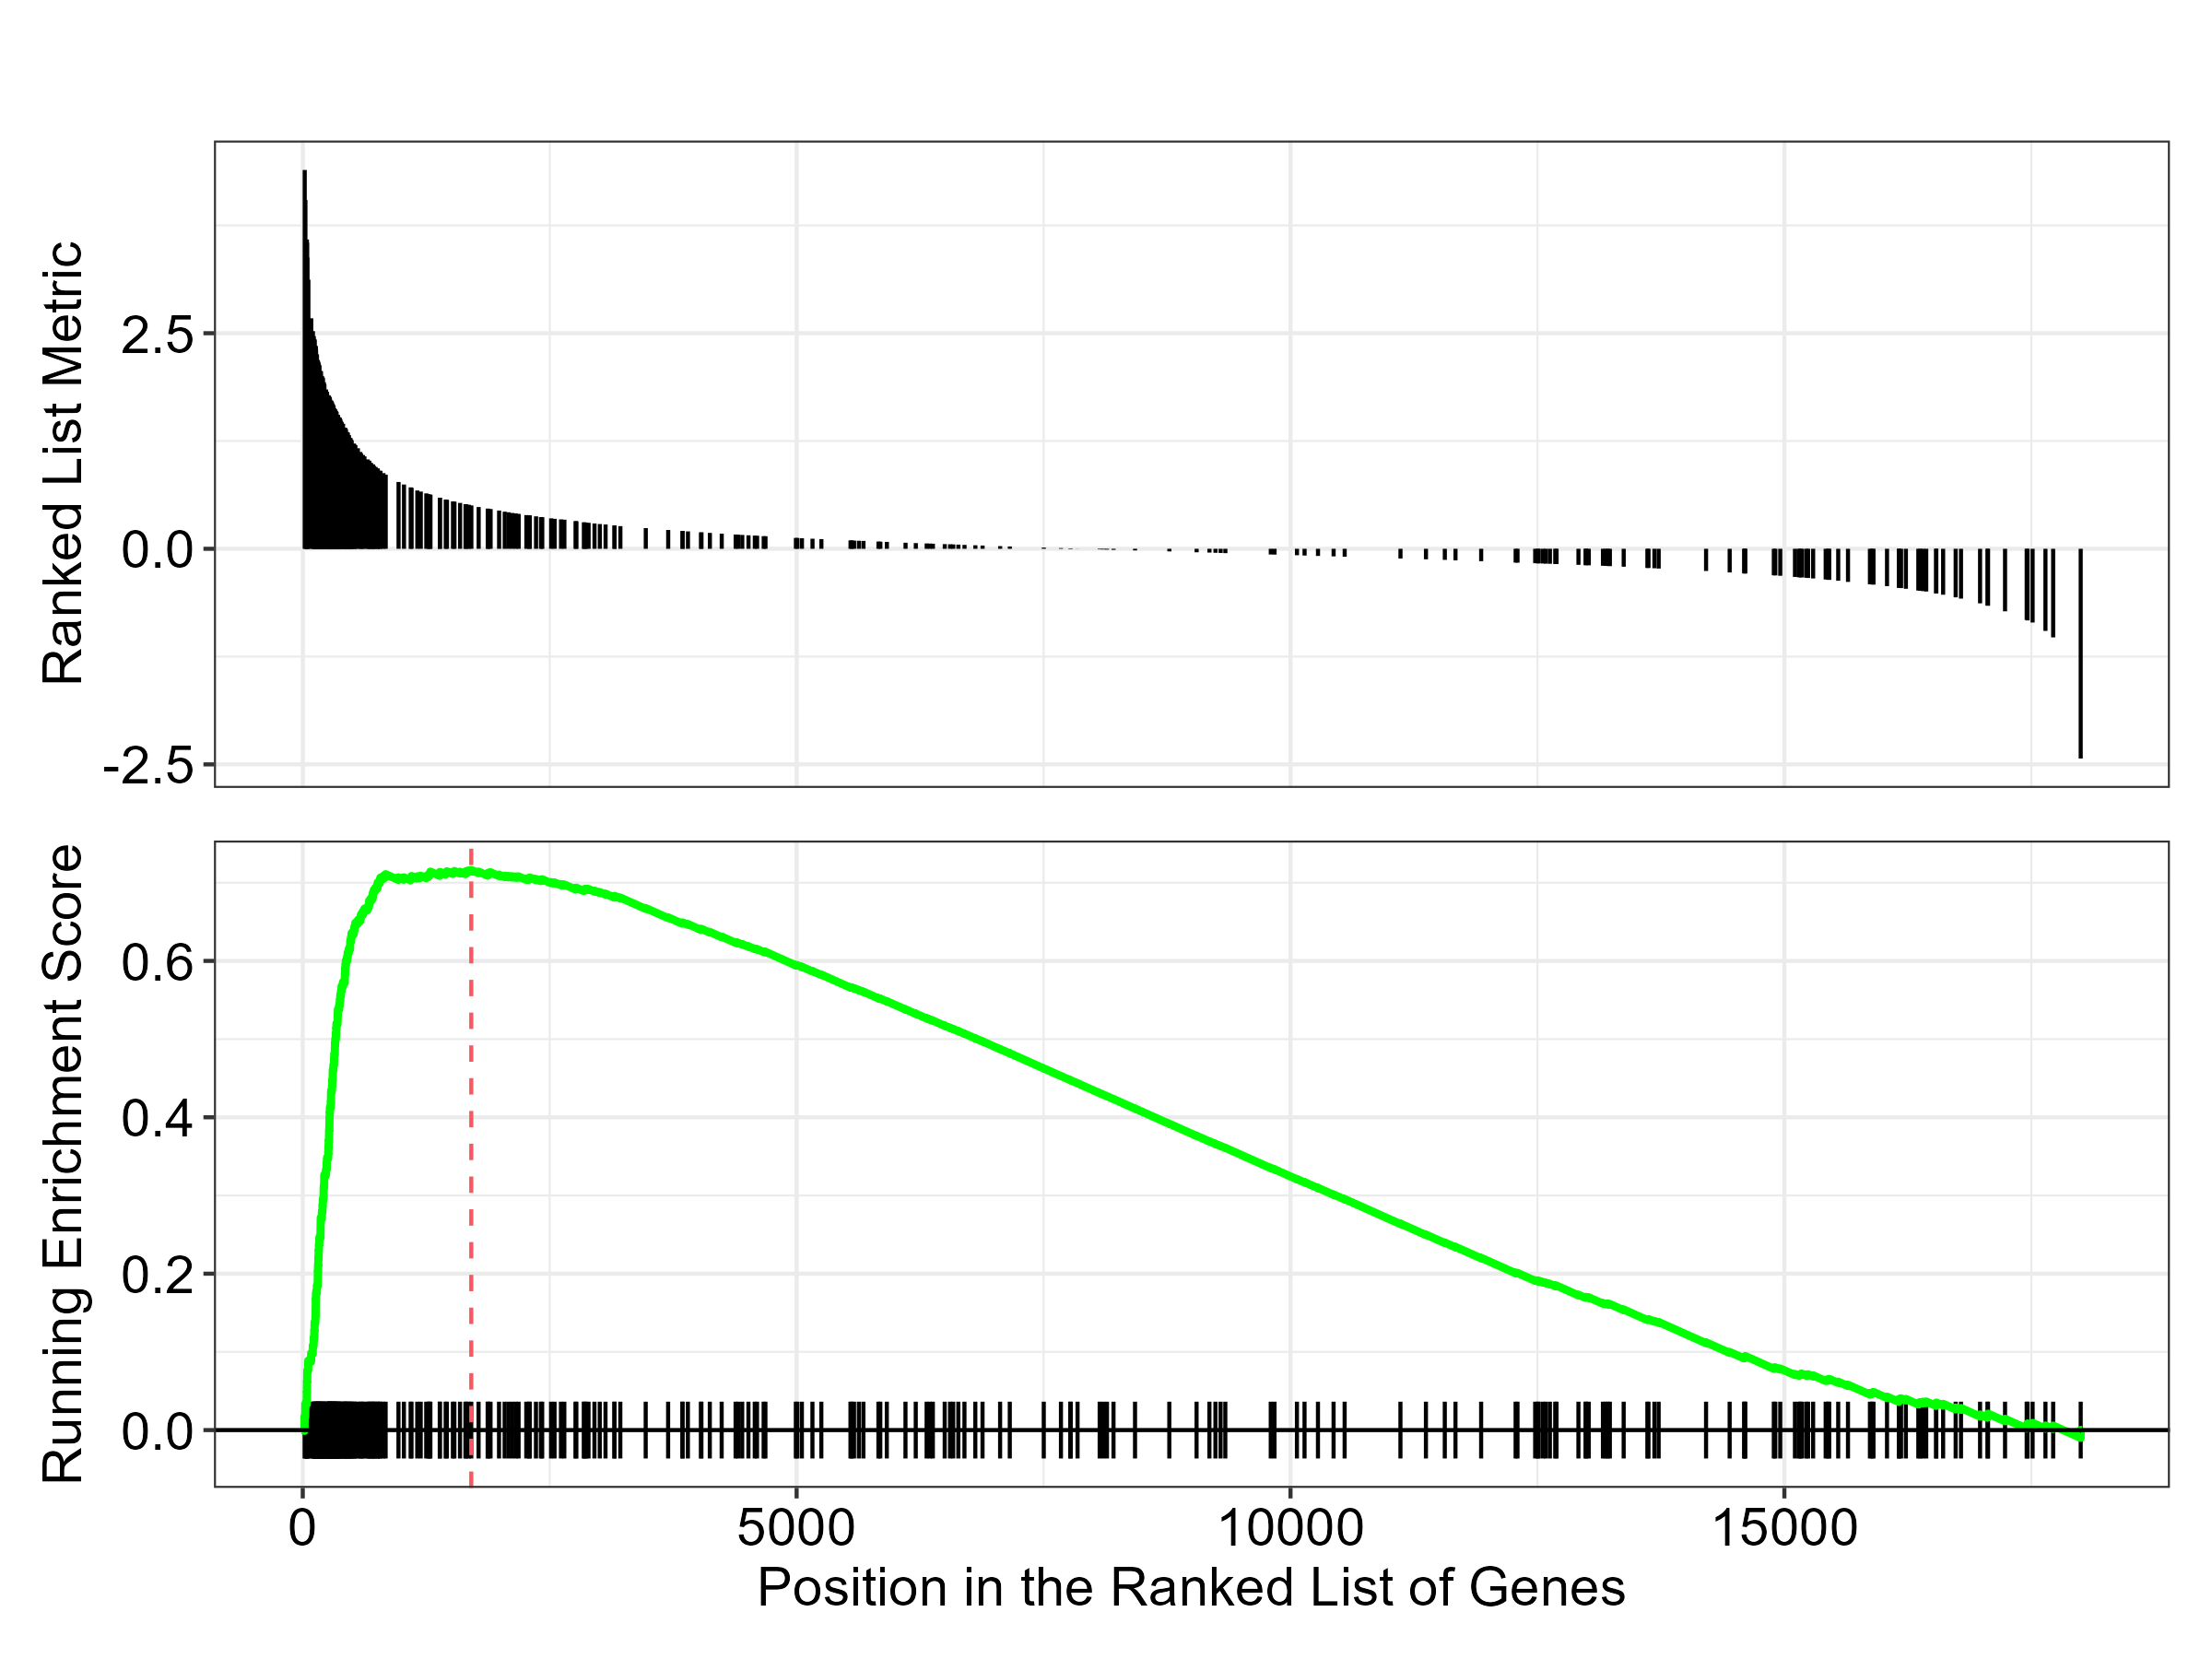 Ranked List Metric
2.5
0.0
-2.5
Running Enrichment Score
0.6
0.4
0.2
0.0
0 5000 10000 15000
Position in the Ranked List of Genes